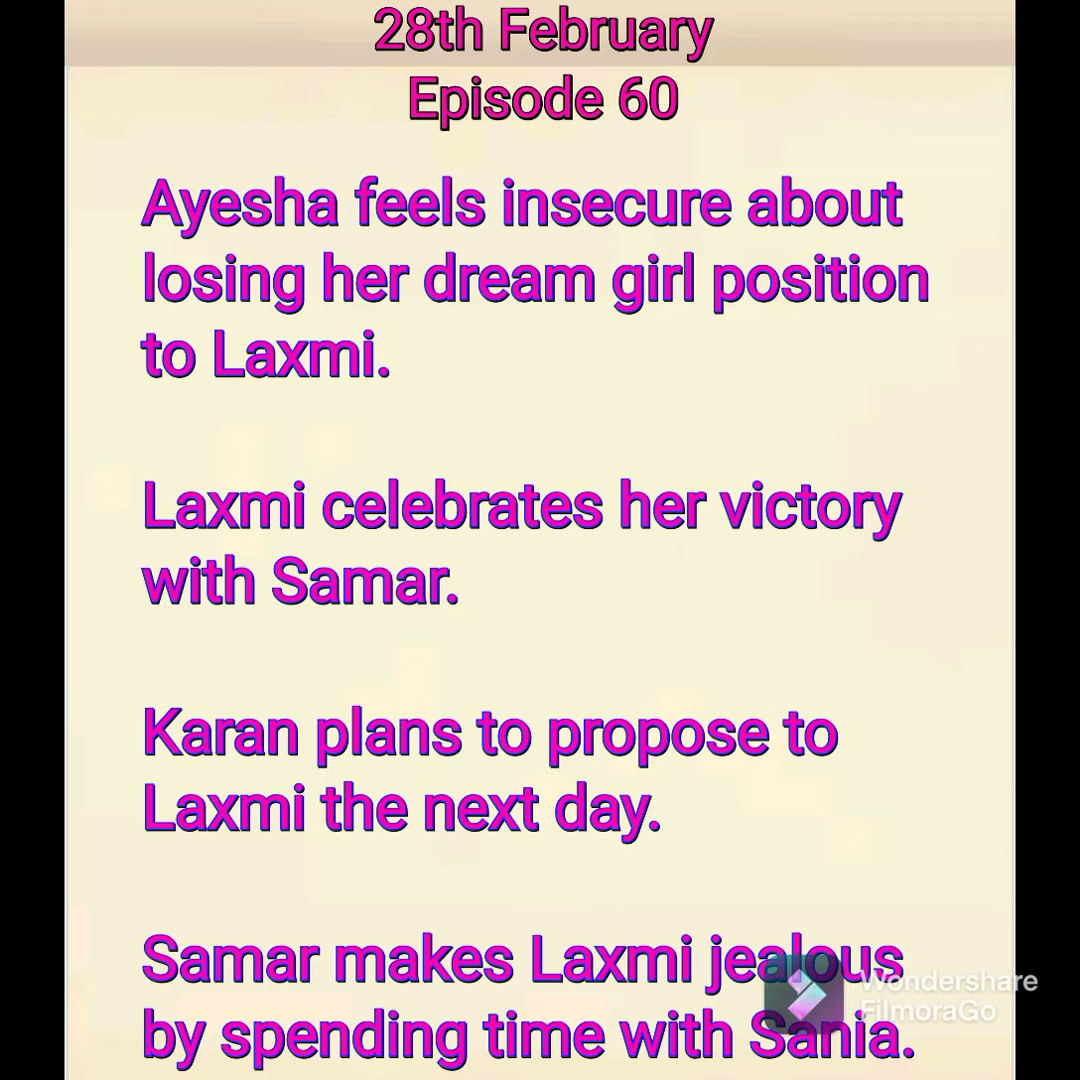 28th February
Episode 60
Ayesha feels insecure about
losing her dream girl position
to Laxmi.
Laxmi celebrates her victory
with Samar.
Karan plans to propose to
Laxmi the next day.
Samar makes Laxmi jealous
by spending time with Sania.
Wondershare
FilmoraGo